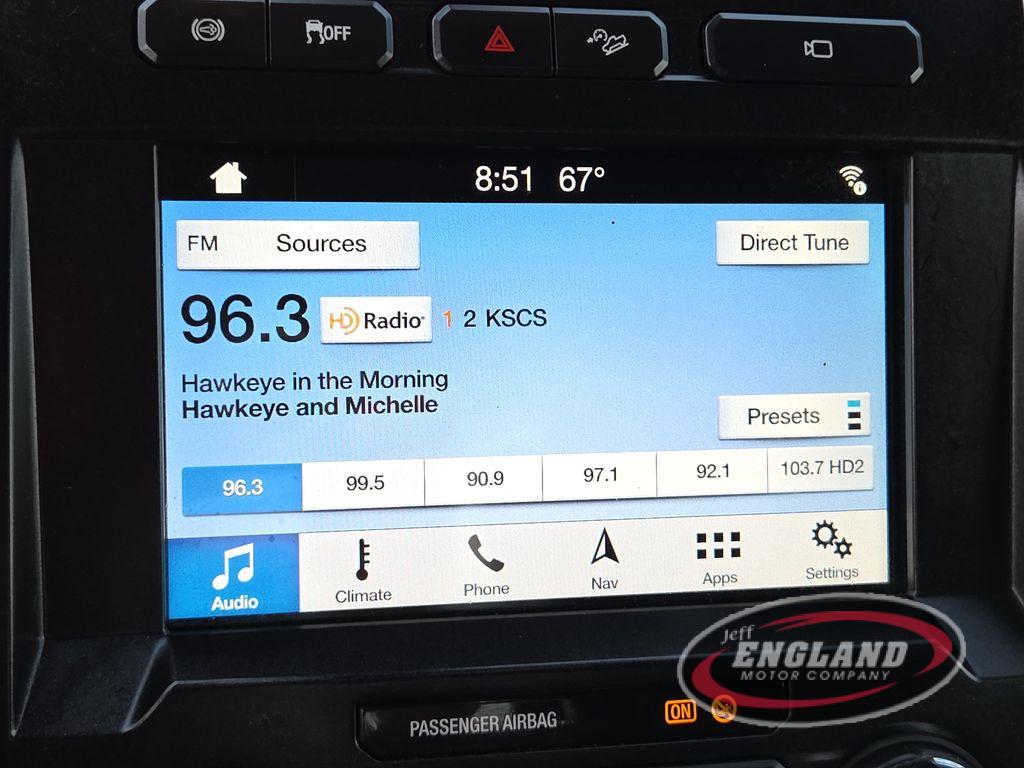 OFF
8:51 67°
FM Sources
Direct Tune
96.3 HD Radio 1 2 KSCS
Hawkeye in the Morning
Hawkeye and Michelle
Presets
96.3 99.5 90.9 97.1 92.1 103.7 HD2
Audio Climate Phone Nav Apps Settings
Jeff
ENGLAND
MOTOR COMPANY
PASSENGER AIRBAG ON